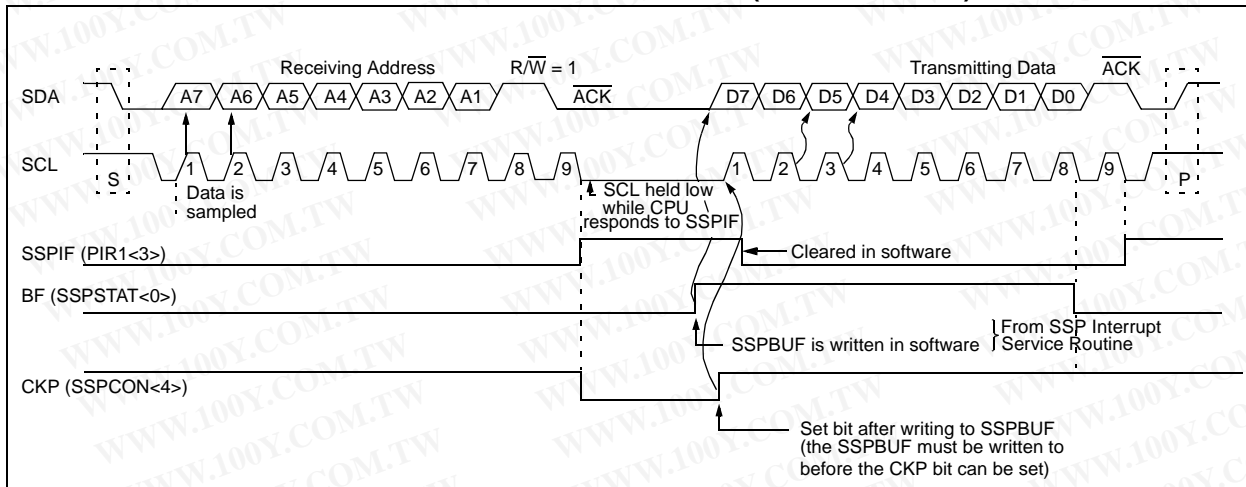 Receiving Address R/W = 1 Transmitting Data ACK
SDA A7 A6 A5 A4 A3 A2 A1 ACK D7 D6 D5 D4 D3 D2 D1 D0
SCL 1 2 3 4 5 6 7 8 9 1 2 3 4 5 6 7 8 9
S P
Data is
sampled
SCL held low
while CPU
responds to SSPIF
SSPIF (PIR1<3>)
Cleared in software
BF (SSPSTAT<0>)
SSPBUF is written in software
From SSP Interrupt
Service Routine
CKP (SSPCON<4>)
Set bit after writing to SSPBUF
(the SSPBUF must be written to
before the CKP bit can be set)
WWW.100Y.COM.TW